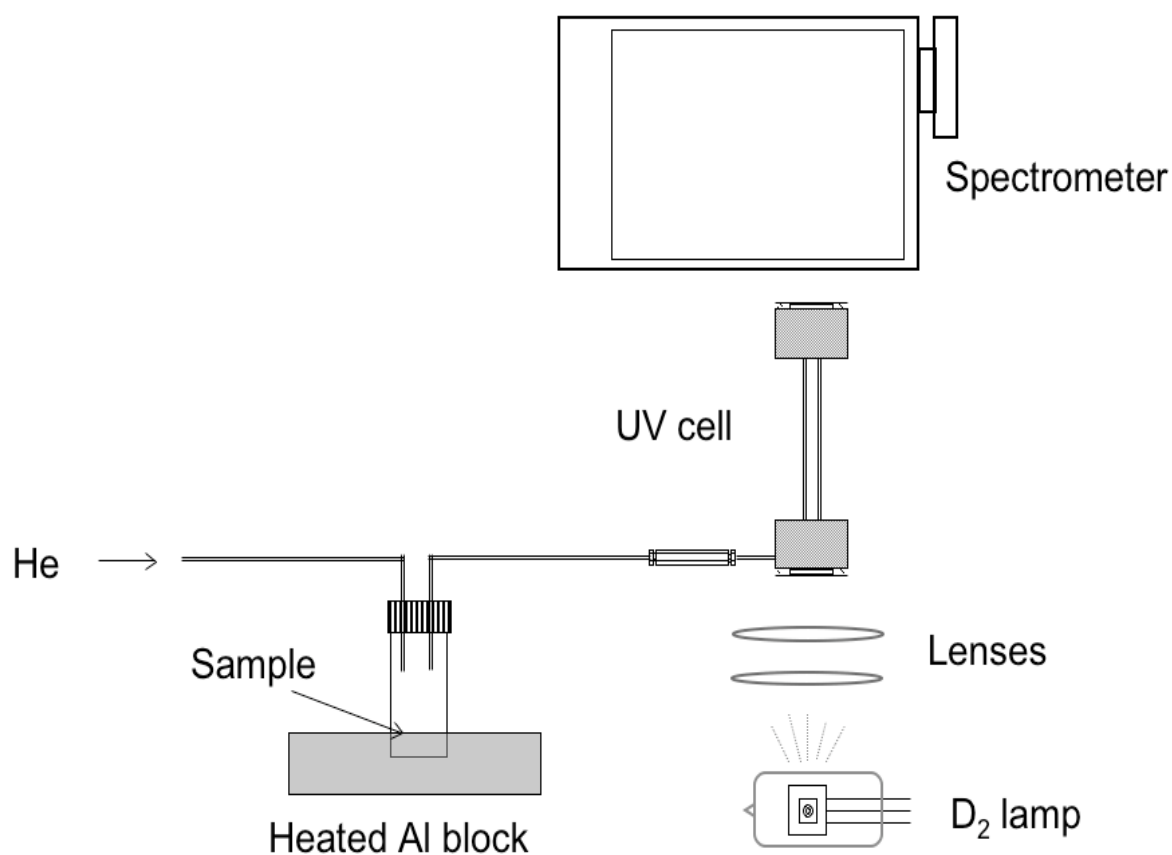 Spectrometer
UV cell
He
Sample
Lenses
Heated Al block
D₂ lamp